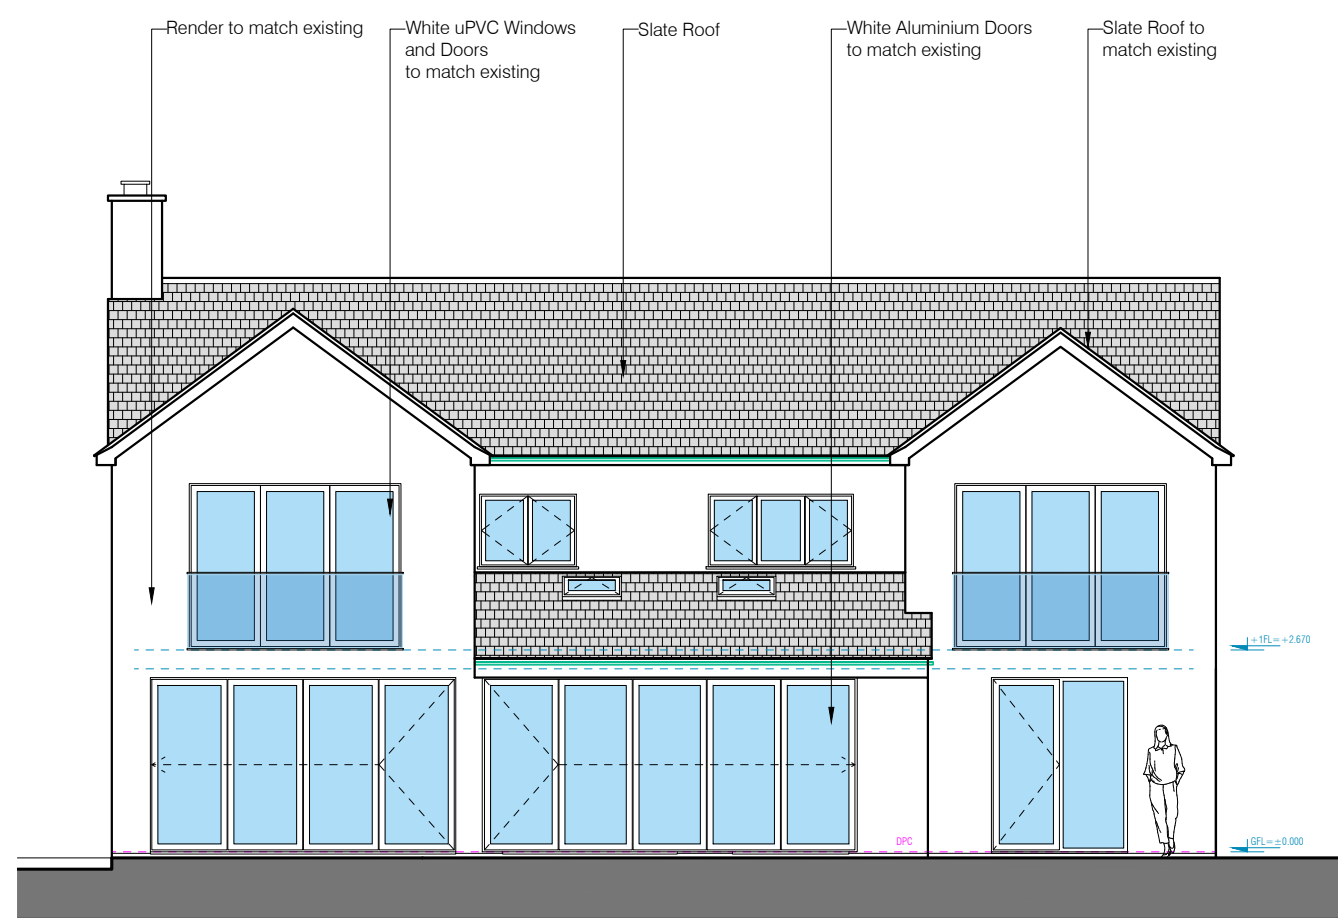 Render to match existing
White uPVC Windows
and Doors
to match existing
Slate Roof
White Aluminium Doors
to match existing
Slate Roof to
match existing
+1FL=+2.670
DPC
GFL=±0.000